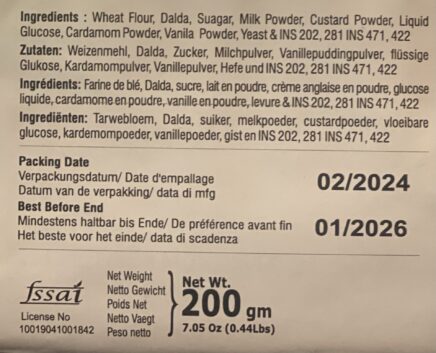 Ingredients : Wheat Flour, Dalda, Suagar, Milk Powder, Custard Powder, Liquid
Glucose, Cardamom Powder, Vanila Powder, Yeast & INS 202, 281 INS 471, 422
Zutaten: Weizenmehl, Dalda, Zucker, Milchpulver, Vanillepuddingpulver, flüssige
Glukose, Kardamompulver, Vanillepulver, Hefe und INS 202, 281 INS 471, 422
Ingrédients: Farine de blé, Dalda, sucre, lait en poudre, crème anglaise en poudre, glucose
liquide, cardamome en poudre, vanille en poudre, levure & INS 202, 281 INS 471, 422
Ingrediënten: Tarwebloem, Dalda, suiker, melkpoeder, custardpoeder, vloeibare
glucose, kardemompoeder, vanillepoeder, gist en INS 202, 281 INS 471, 422
Packing Date
Verpackungsdatum/ Date d'empallage
Datum van de verpakking/ data di mfg
02/2024
Best Before End
Mindestens haltbar bis Ende/ De préférence avant fin
Het beste voor het einde/ data di scadenza
01/2026
fssai
License No
10019041001842
Net Weight
Netto Gewicht
Poids Net
Netto Vaegt
Peso netto
Net Wt.
200 gm
7.05 Oz (0.44Lbs)